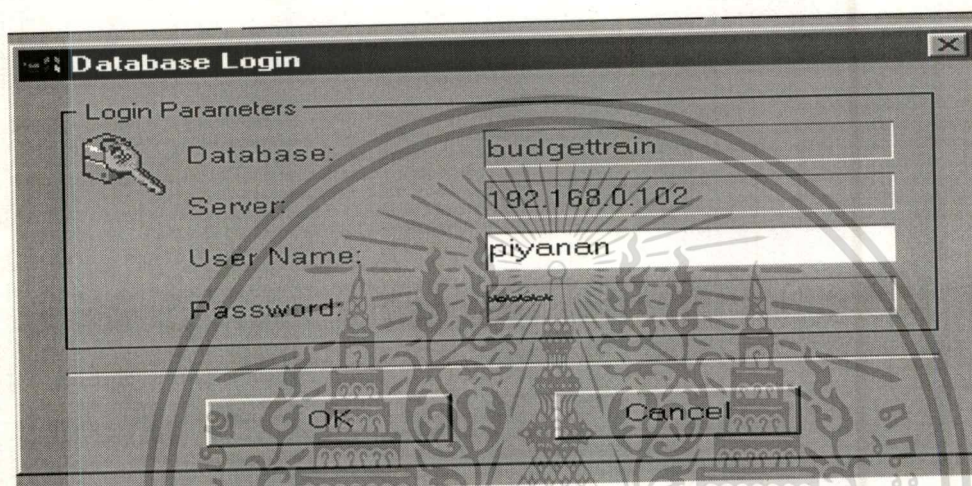 Database Login
Login Parameters
Database: budgettrain
Server: 192.168.0.102
User Name: piyanan
Password: *****
OK Cancel